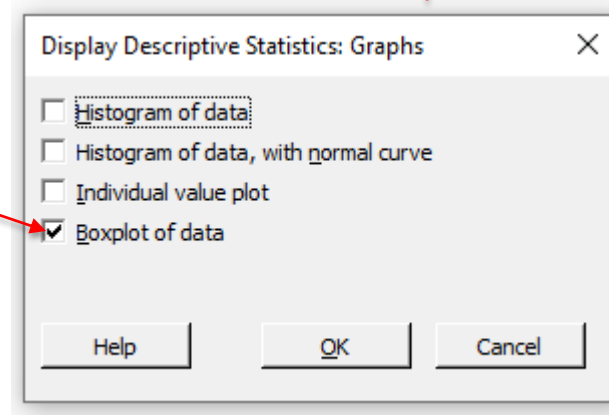 Display Descriptive Statistics: Graphs
Histogram of data
Histogram of data, with normal curve
Individual value plot
Boxplot of data
Help OK Cancel